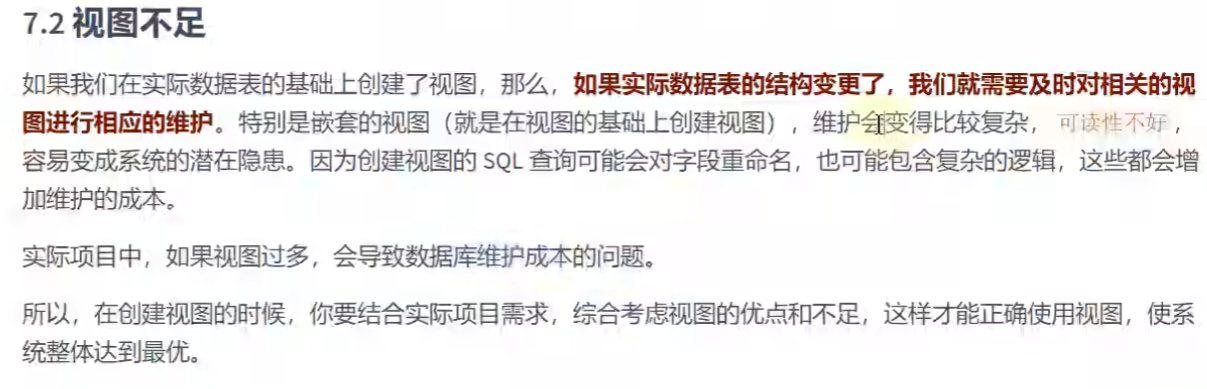 7.2 视图不足
如果我们在实际数据表的基础上创建了视图，那么，如果实际数据表的结构变更了，我们就需要及时对相关的视
图进行相应的维护。特别是嵌套的视图（就是在视图的基础上创建视图），维护会变得比较复杂，可读性不好，
容易变成系统的潜在隐患。因为创建视图的 SQL 查询可能会对字段重命名，也可能包含复杂的逻辑，这些都会增
加维护的成本。
实际项目中，如果视图过多，会导致数据库维护成本的问题。
所以，在创建视图的时候，你要结合实际项目需求，综合考虑视图的优点和不足，这样才能正确使用视图，使系
统整体达到最优。